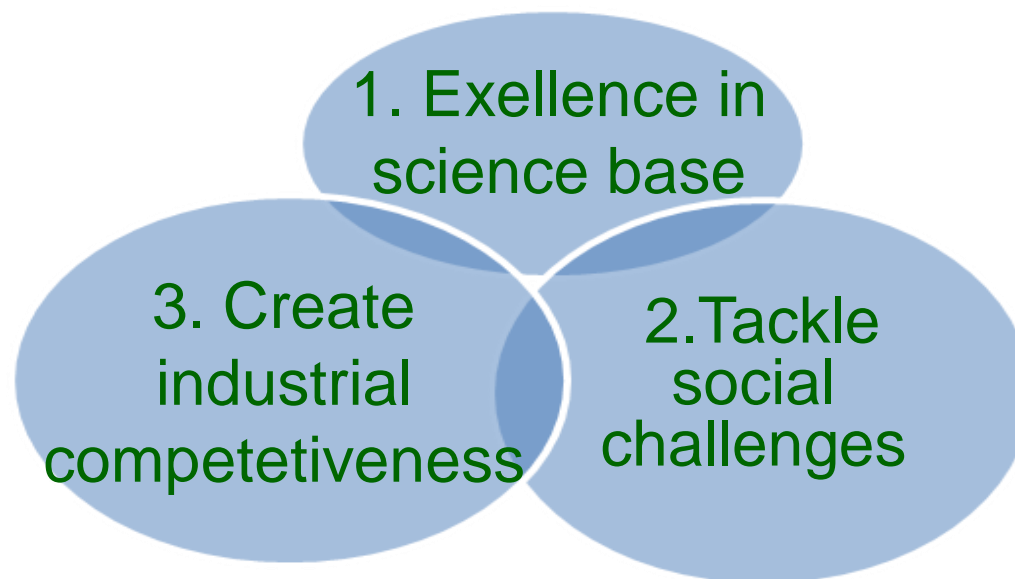 1. Exellence in
science base
2.Tackle
social
challenges
3. Create
industrial
competetiveness